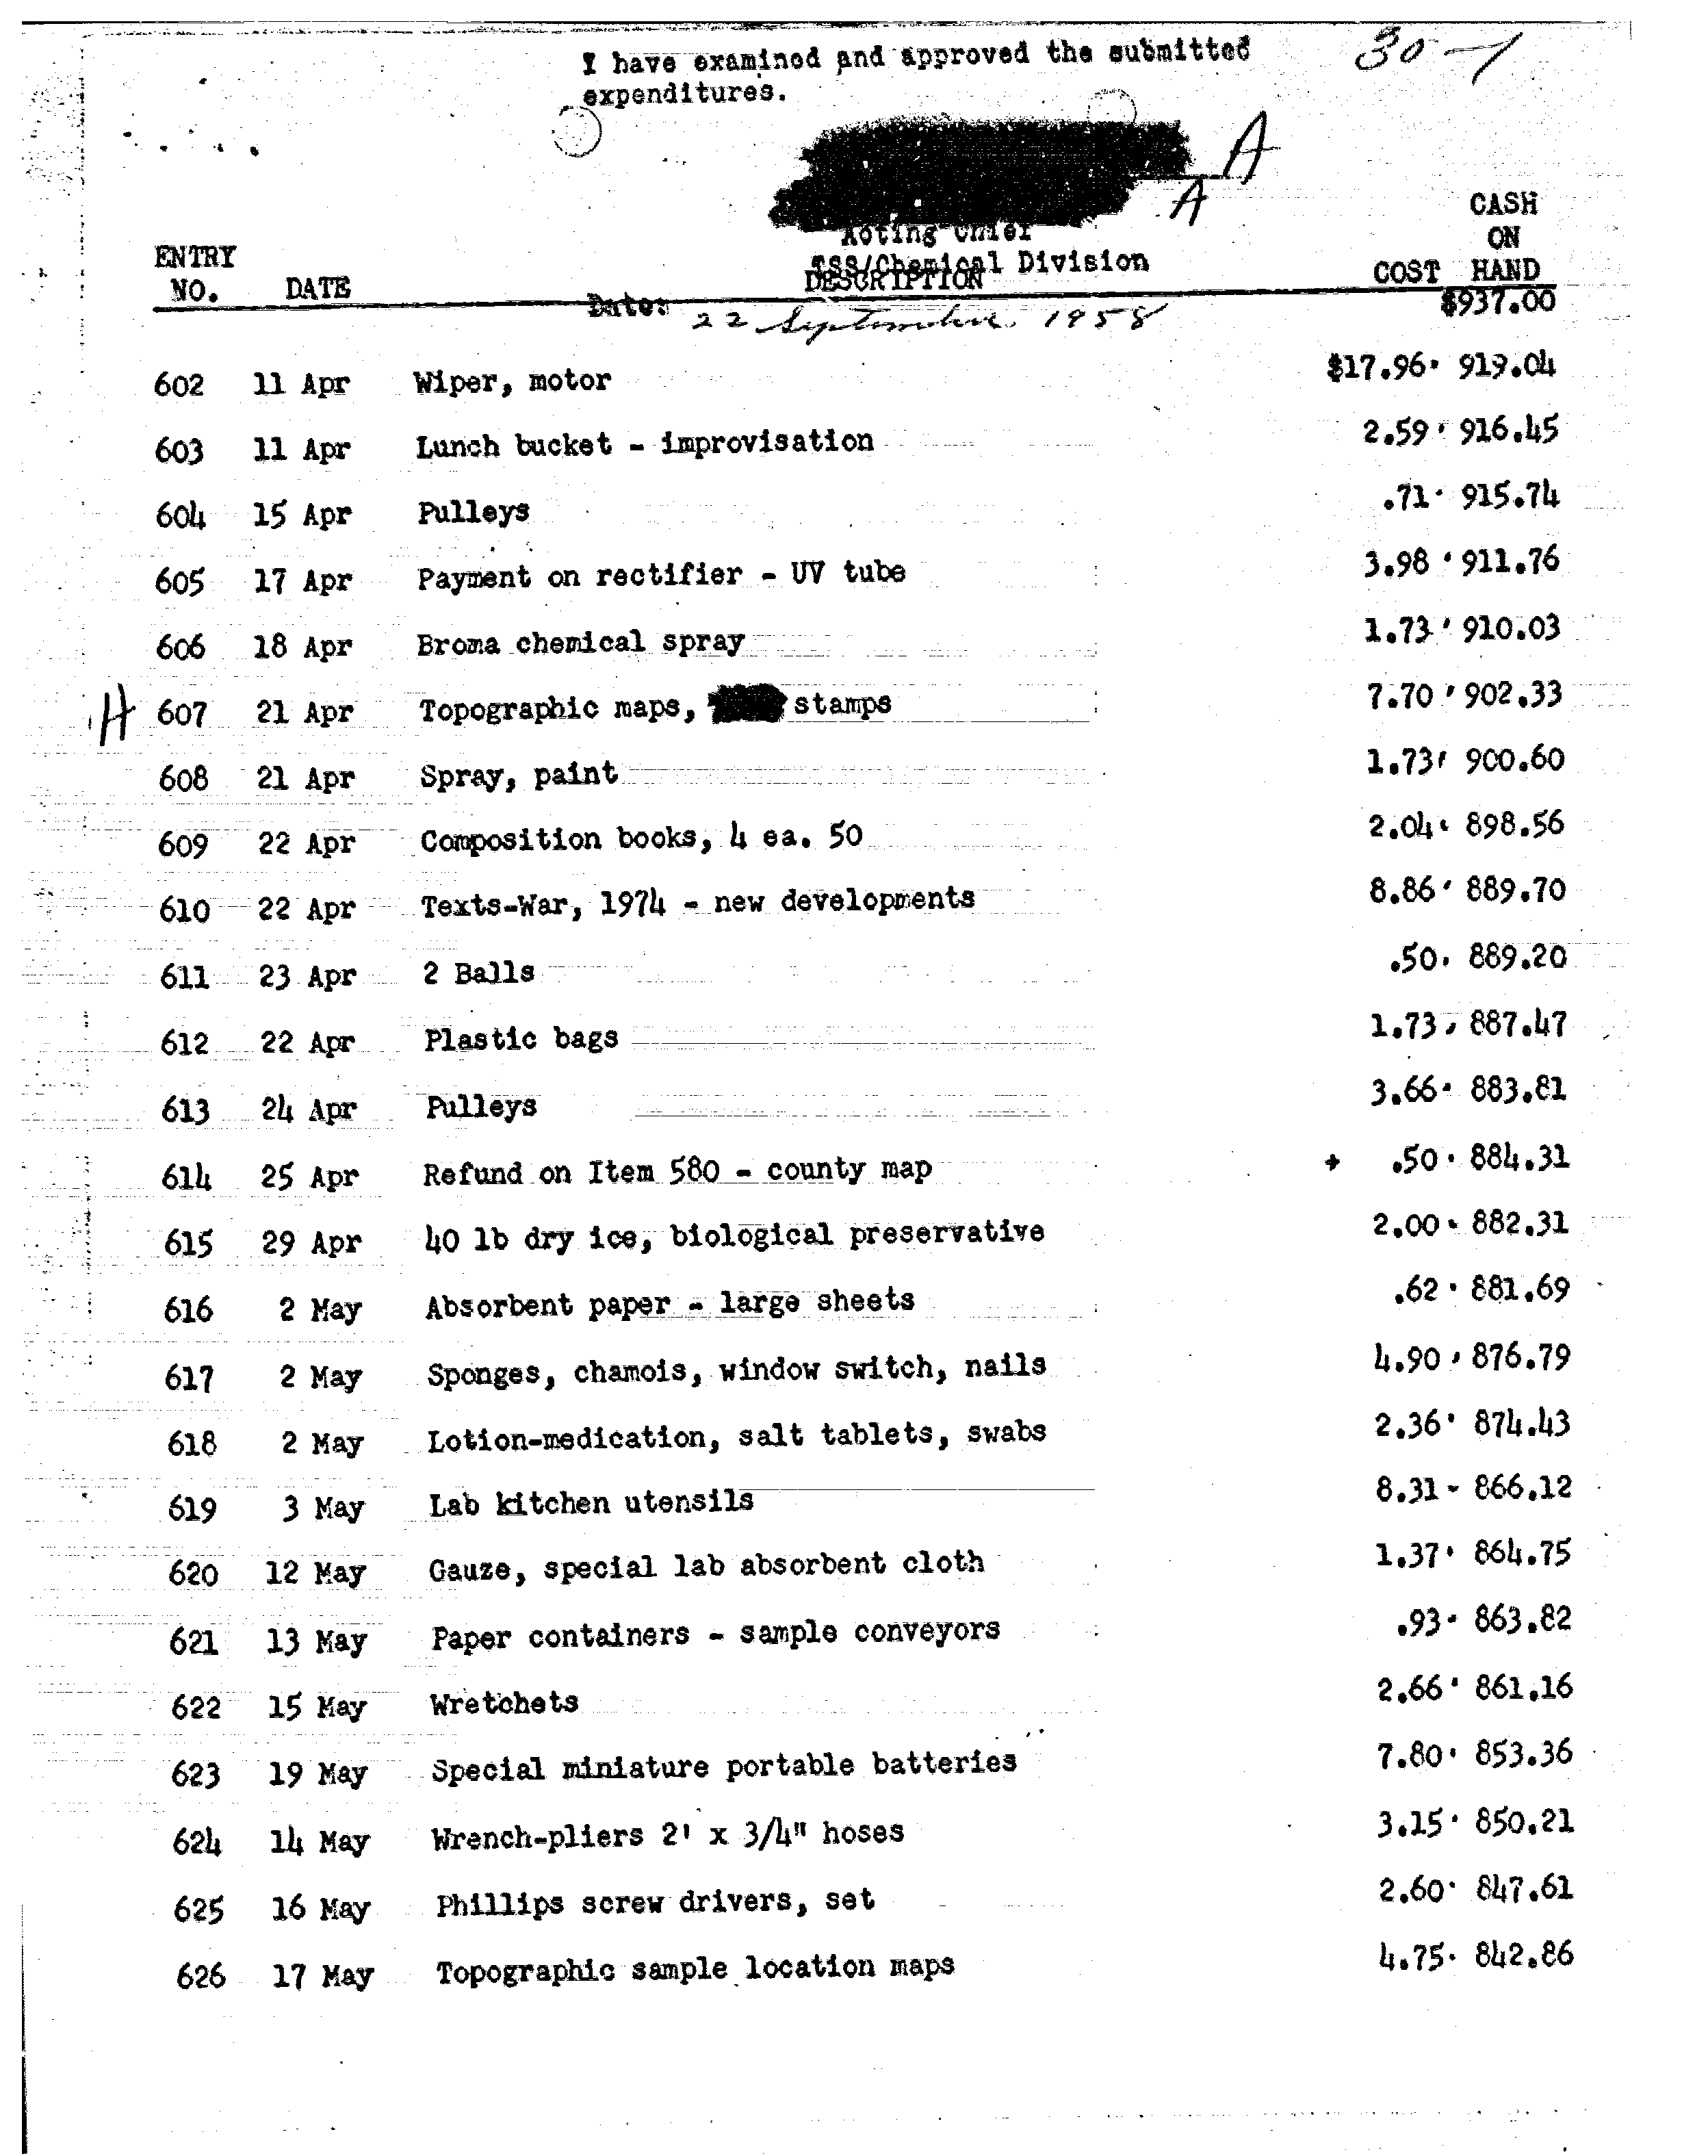 I have examined and approved the submitted
expenditures.
30-1
A
A
Acting Chief
TSS/Chemical Division
Date: 22 September 1958
ENTRY NO. DATE DESCRIPTION COST CASH ON HAND
$937.00
602 11 Apr Wiper, motor $17.96 919.04
603 11 Apr Lunch bucket - improvisation 2.59 916.45
604 15 Apr Pulleys .71 915.74
605 17 Apr Payment on rectifier - UV tube 3.98 911.76
606 18 Apr Broma chemical spray 1.73 910.03
H 607 21 Apr Topographic maps, stamps 7.70 902.33
608 21 Apr Spray, paint 1.73 900.60
609 22 Apr Composition books, 4 ea. 50 2.04 898.56
610 22 Apr Texts-War, 1974 - new developments 8.86 889.70
611 23 Apr 2 Balls .50 889.20
612 22 Apr Plastic bags 1.73 887.47
613 24 Apr Pulleys 3.66 883.81
614 25 Apr Refund on Item 580 - county map + .50 884.31
615 29 Apr 40 lb dry ice, biological preservative 2.00 882.31
616 2 May Absorbent paper - large sheets .62 881.69
617 2 May Sponges, chamois, window switch, nails 4.90 876.79
618 2 May Lotion-medication, salt tablets, swabs 2.36 874.43
619 3 May Lab kitchen utensils 8.31 866.12
620 12 May Gauze, special lab absorbent cloth 1.37 864.75
621 13 May Paper containers - sample conveyors .93 863.82
622 15 May Wretchets 2.66 861.16
623 19 May Special miniature portable batteries 7.80 853.36
624 14 May Wrench-pliers 2' x 3/4" hoses 3.15 850.21
625 16 May Phillips screw drivers, set 2.60 847.61
626 17 May Topographic sample location maps 4.75 842.86